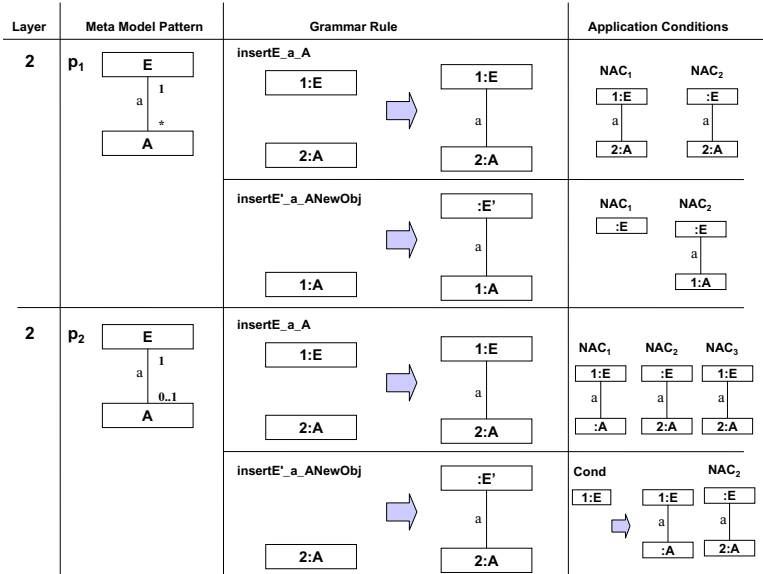 Layer Meta Model Pattern Grammar Rule Application Conditions
2 p1 E a 1 * A
insertE_a_A
1:E 2:A
1:E a 2:A
NAC1 1:E a 2:A
NAC2 :E a 2:A
insertE'_a_ANewObj
1:A
:E' a 1:A
NAC1 :E
NAC2 :E a 1:A
2 p2 E a 1 0..1 A
insertE_a_A
1:E 2:A
1:E a 2:A
NAC1 1:E a :A
NAC2 :E a 2:A
NAC3 1:E a 2:A
insertE'_a_ANewObj
2:A
:E' a 2:A
Cond 1:E
1:E a :A
NAC2 :E a 2:A